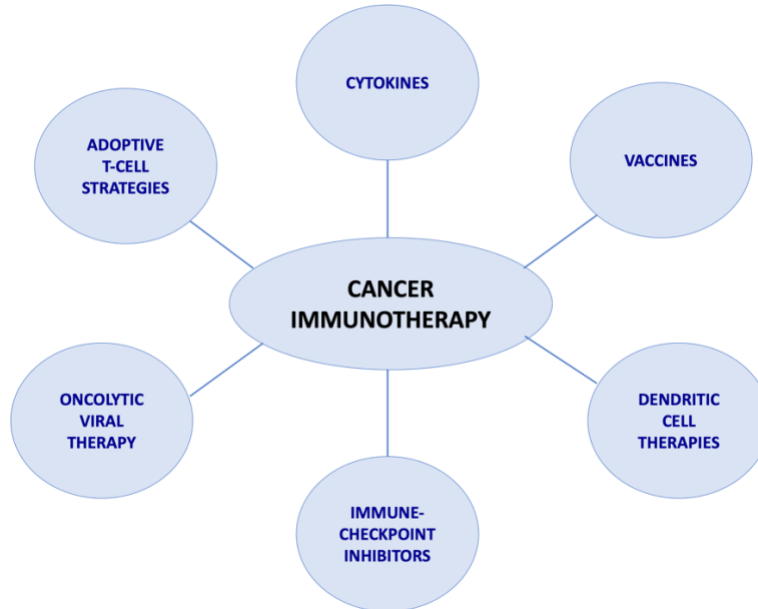 CYTOKINES
ADOPTIVE
T-CELL
STRATEGIES
VACCINES
CANCER
IMMUNOTHERAPY
ONCOLYTIC
VIRAL
THERAPY
DENDRITIC
CELL
THERAPIES
IMMUNE-
CHECKPOINT
INHIBITORS